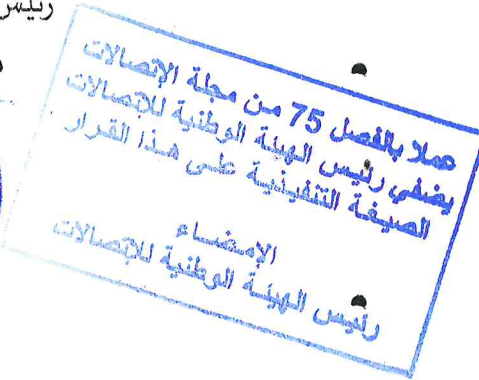 رئيس
عملا بالفصل 75 من مجلة الإتصالات
يضفي رئيس الهيئة الوطنية للإتصالات
الصيغة التنفيذية على هذا القرار
الإمضاء
رئيس الهيئة الوطنية للإتصالات